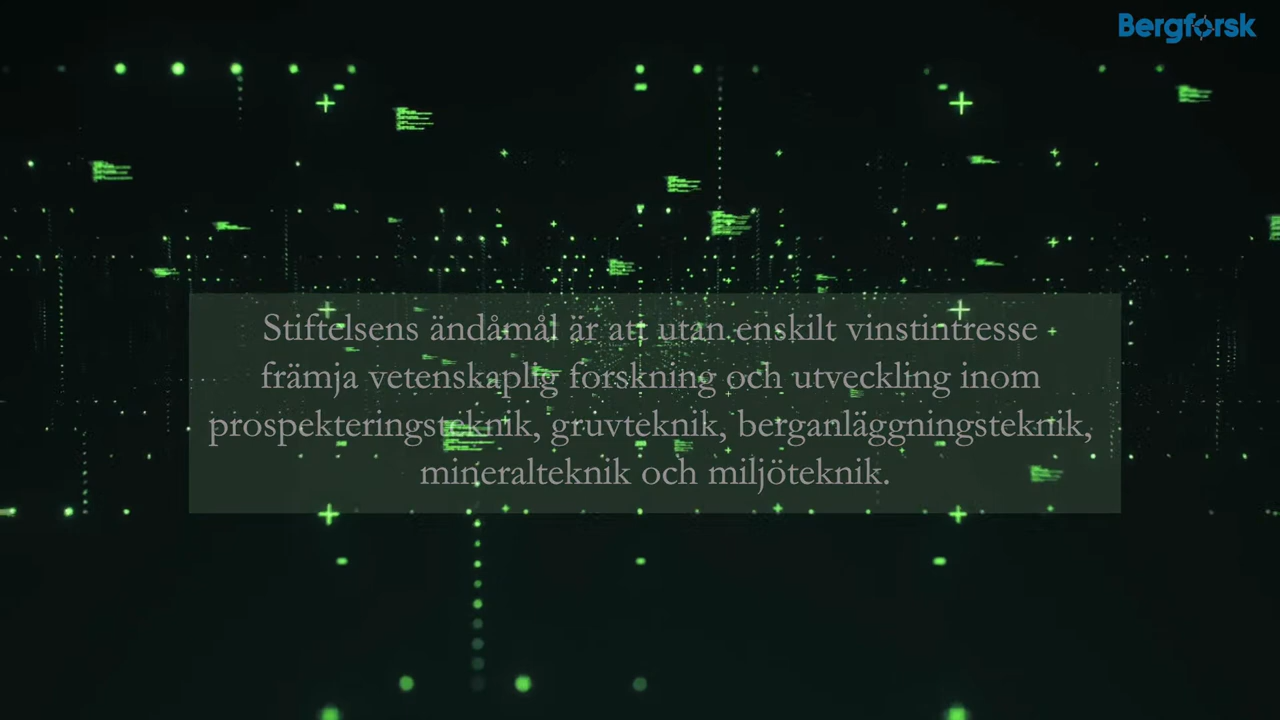 Bergforsk
Stiftelsens ändåmål är att utan enskilt vinstintresse
främja vetenskaplig forskning och utveckling inom
prospekteringsteknik, gruvteknik, berganläggningsteknik,
mineralteknik och miljöteknik.